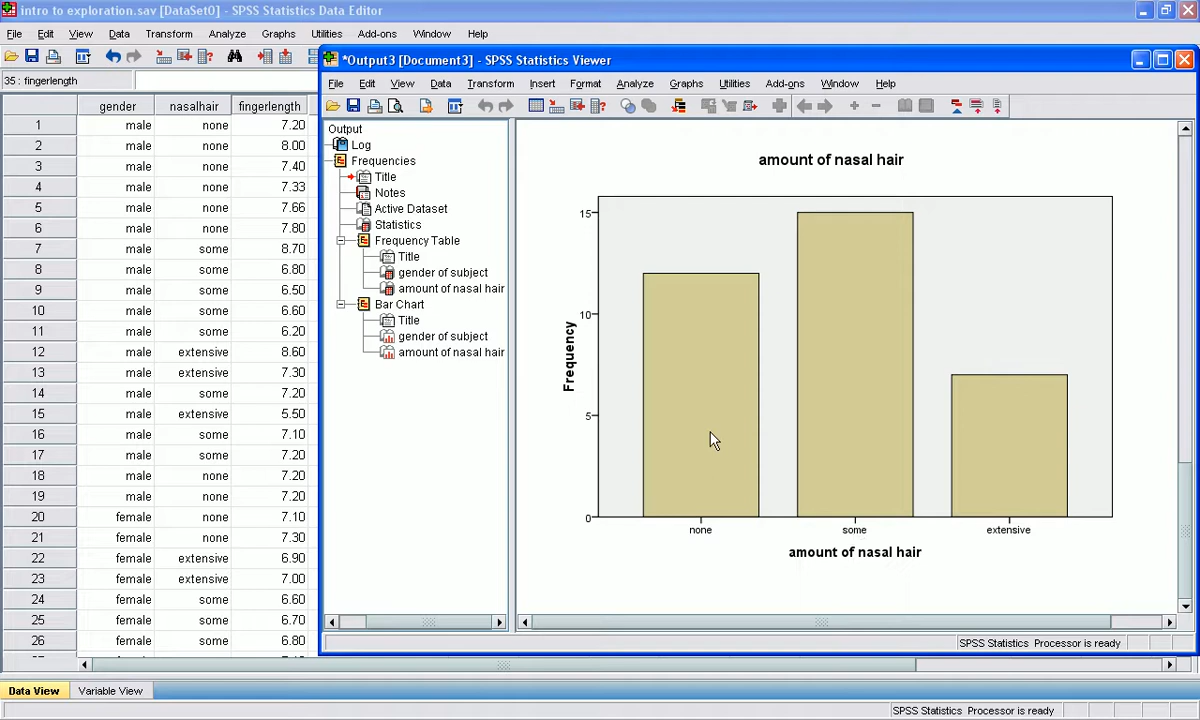 intro to exploration.sav [DataSet0] - SPSS Statistics Data Editor
File Edit View Data Transform Analyze Graphs Utilities Add-ons Window Help
35 : fingerlength
gender nasalhair fingerlength
1 male none 7.20
2 male none 8.00
3 male none 7.40
4 male none 7.33
5 male none 7.66
6 male none 7.80
7 male some 8.70
8 male some 6.80
9 male some 6.50
10 male some 6.60
11 male some 6.20
12 male extensive 8.60
13 male extensive 7.30
14 male some 7.20
15 male extensive 5.50
16 male some 7.10
17 male some 7.20
18 male none 7.20
19 male none 7.20
20 female none 7.10
21 female none 7.30
22 female extensive 6.90
23 female extensive 7.00
24 female some 6.60
25 female some 6.70
26 female some 6.80
Data View Variable View
SPSS Statistics Processor is ready
*Output3 [Document3] - SPSS Statistics Viewer
File Edit View Data Transform Insert Format Analyze Graphs Utilities Add-ons Window Help
Output
Log
Frequencies
Title
Notes
Active Dataset
Statistics
Frequency Table
Title
gender of subject
amount of nasal hair
Bar Chart
Title
gender of subject
amount of nasal hair
amount of nasal hair
Frequency
15
10
5
0
none some extensive
amount of nasal hair
SPSS Statistics Processor is ready